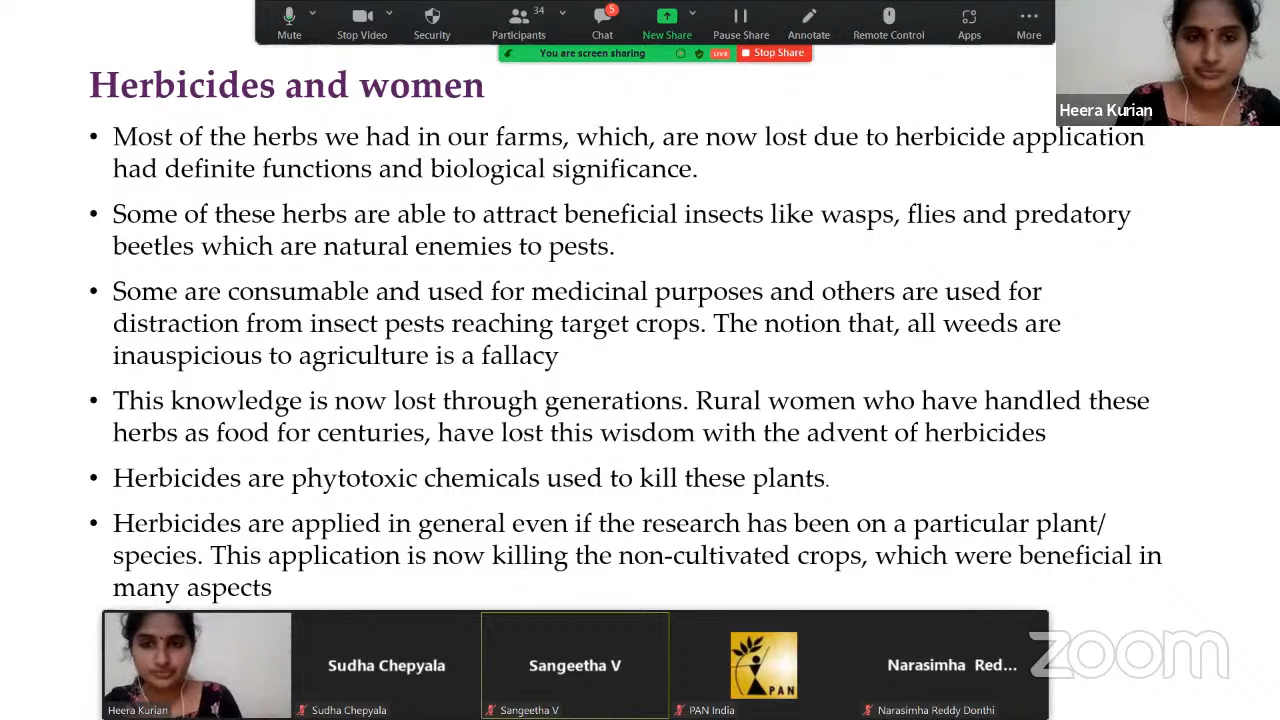 34
5
Mute
Stop Video
Security
Participants
Chat
New Share
Pause Share
Annotate
Remote Control
Apps
More
You are screen sharing
LIVE
Stop Share
Heera Kurian
Herbicides and women
• Most of the herbs we had in our farms, which, are now lost due to herbicide application
had definite functions and biological significance.
• Some of these herbs are able to attract beneficial insects like wasps, flies and predatory
beetles which are natural enemies to pests.
• Some are consumable and used for medicinal purposes and others are used for
distraction from insect pests reaching target crops. The notion that, all weeds are
inauspicious to agriculture is a fallacy
• This knowledge is now lost through generations. Rural women who have handled these
herbs as food for centuries, have lost this wisdom with the advent of herbicides
• Herbicides are phytotoxic chemicals used to kill these plants.
• Herbicides are applied in general even if the research has been on a particular plant/
species. This application is now killing the non-cultivated crops, which were beneficial in
many aspects
Sudha Chepyala
Sangeetha V
PAN
Narasimha Red...
zoom
Heera Kurian
Sudha Chepyala
Sangeetha V
PAN India
Narasimha Reddy Donthi